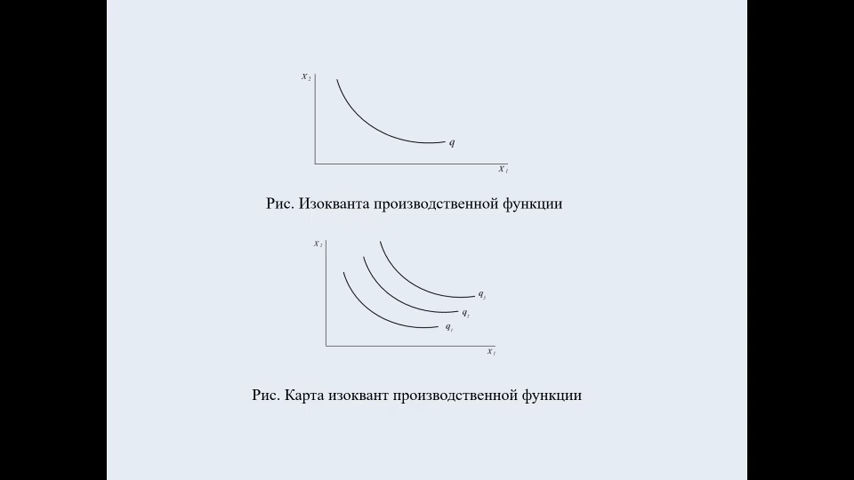 x₂
q
x₁
Рис. Изокванта производственной функции
x₂
q₃
q₂
q₁
x₁
Рис. Карта изоквант производственной функции